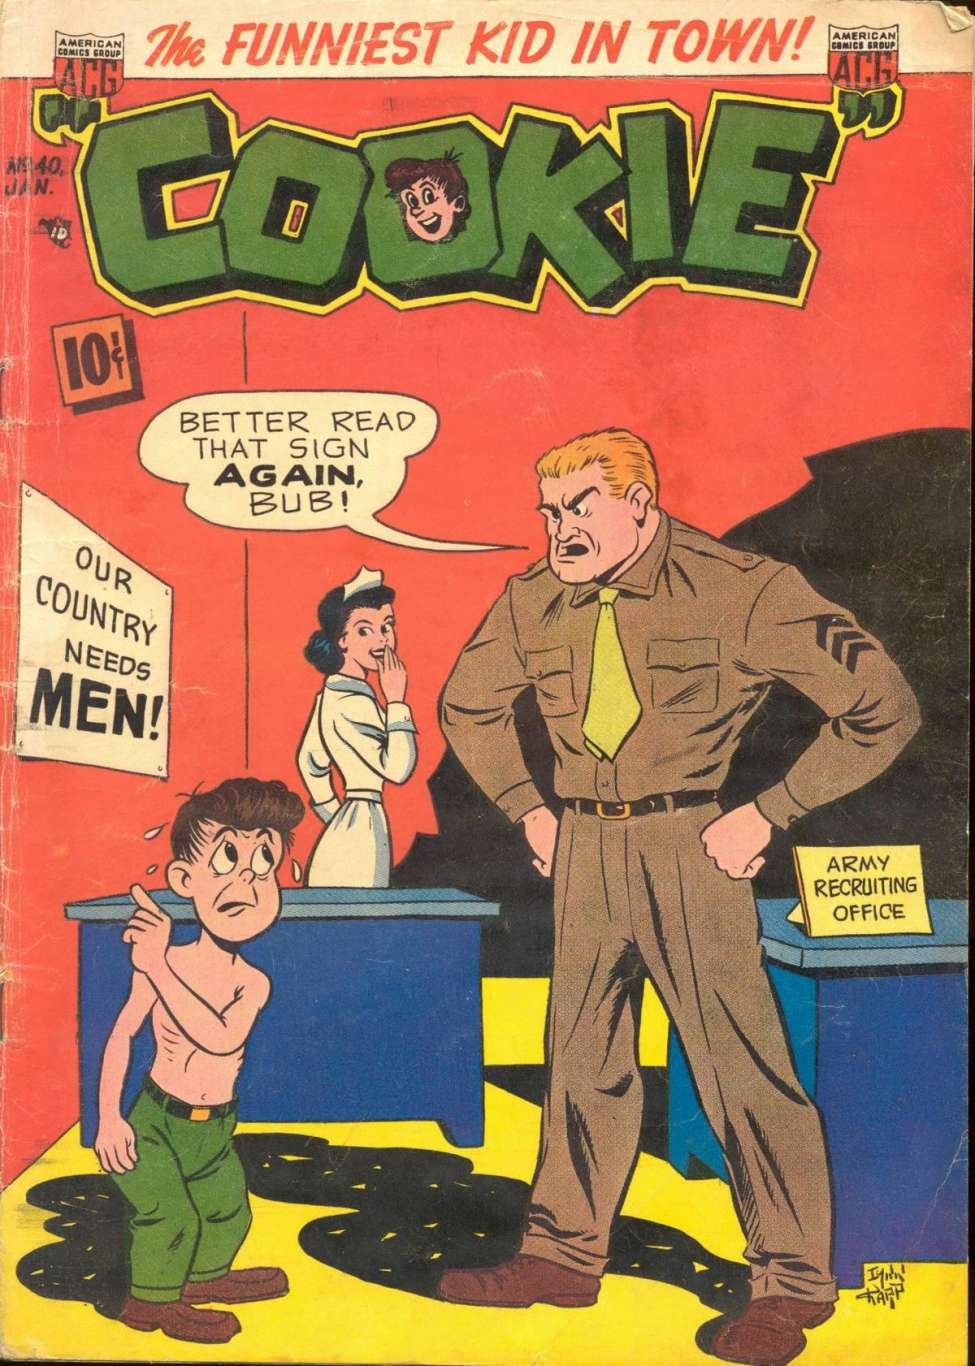 The FUNNIEST KID IN TOWN!
AMERICAN
COMICS GROUP
ACG
AMERICAN
COMICS GROUP
ACG
"COOKIE"
NO. 40,
JAN.
10¢
BETTER READ
THAT SIGN
AGAIN,
BUB!
OUR
COUNTRY
NEEDS
MEN!
ARMY
RECRUITING
OFFICE